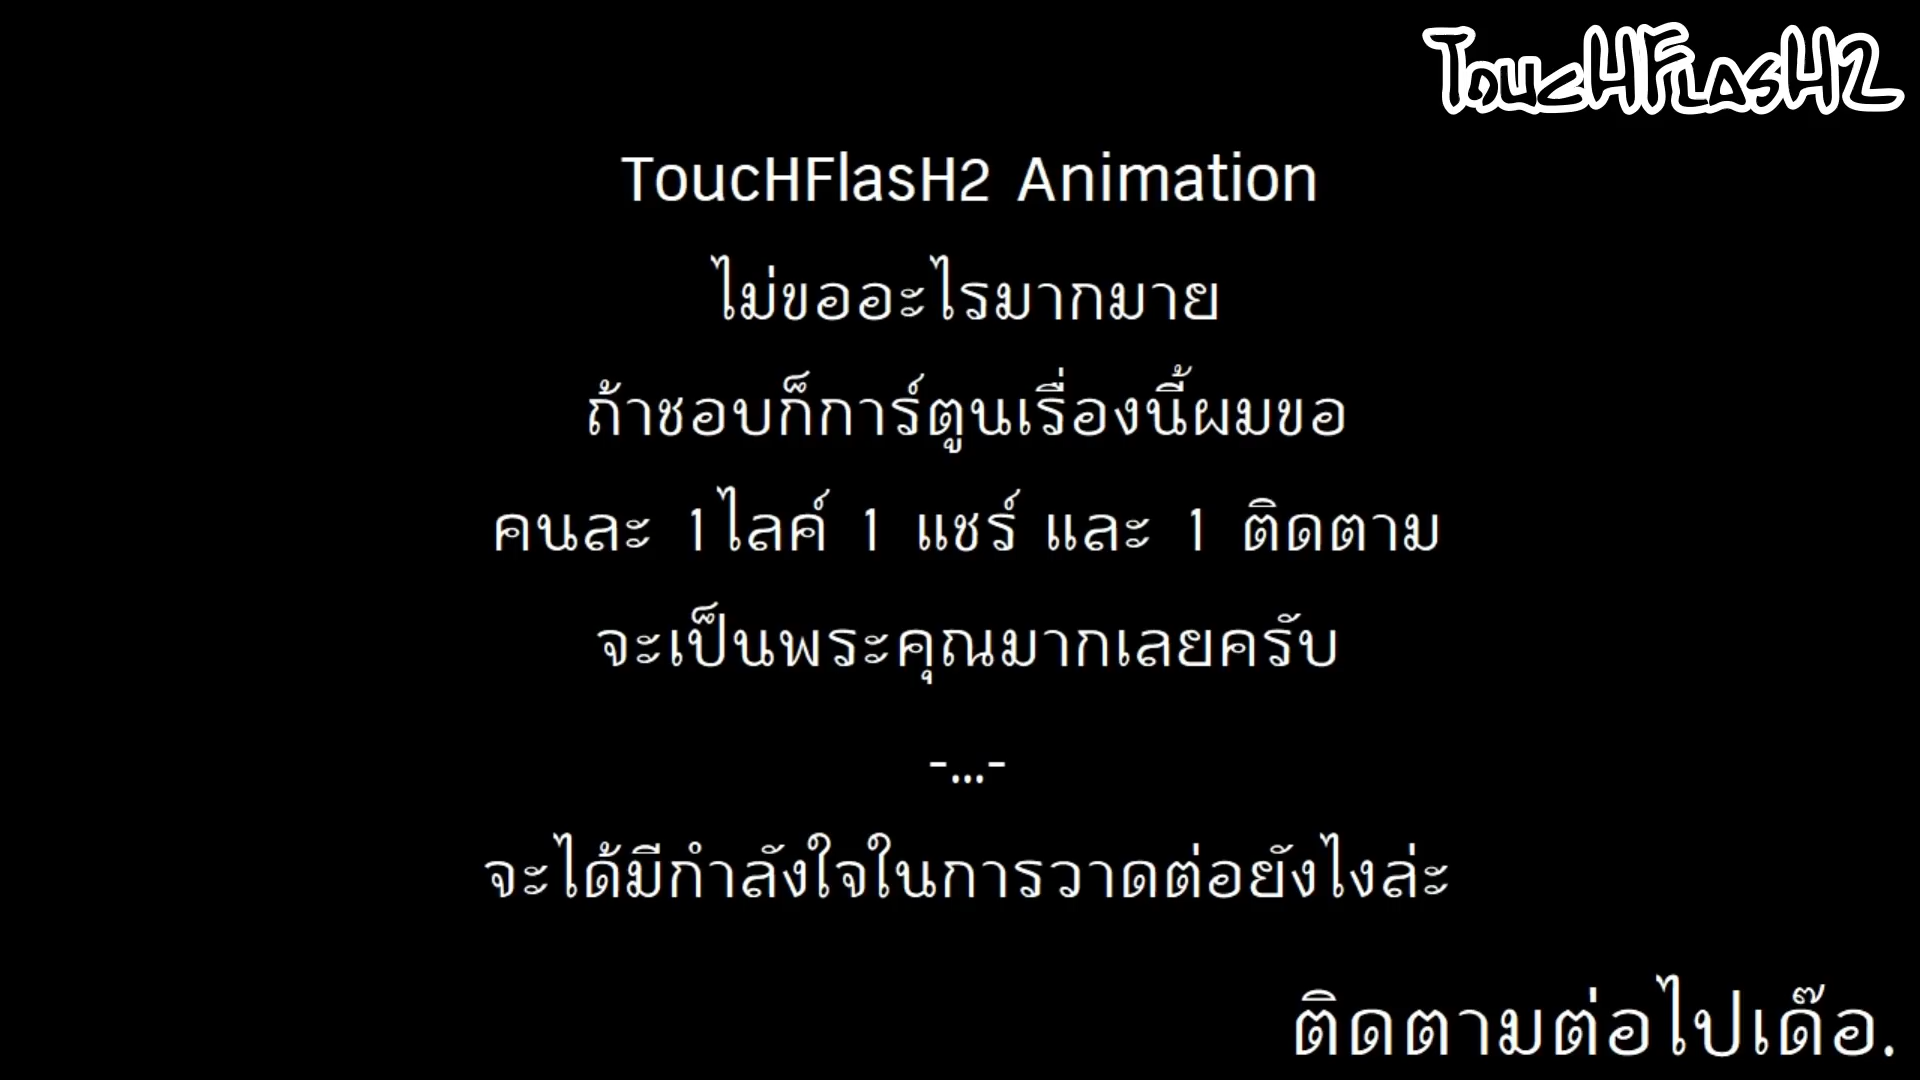 ToucHFlasH2
ToucHFlasH2 Animation
ไม่ขออะไรมากมาย
ถ้าชอบก็การ์ตูนเรื่องนี้ผมขอ
คนละ 1ไลค์ 1 แชร์ และ 1 ติดตาม
จะเป็นพระคุณมากเลยครับ
-...-
จะได้มีกำลังใจในการวาดต่อยังไงล่ะ
ติดตามต่อไปเด๊อ.